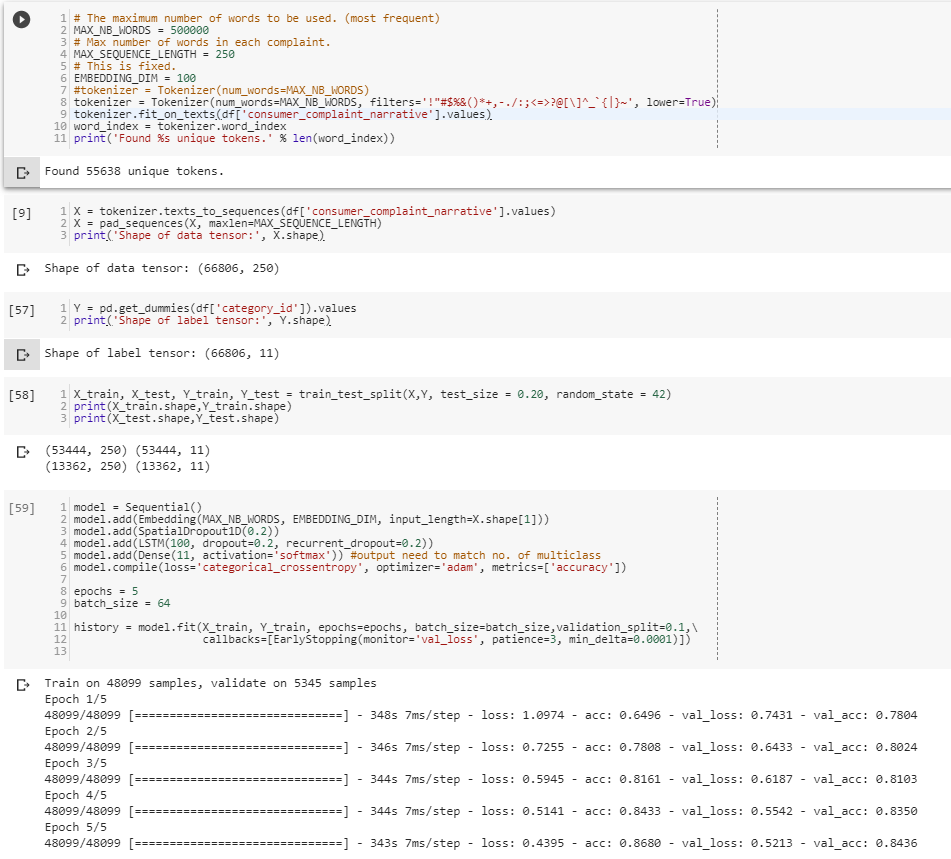 1 # The maximum number of words to be used. (most frequent)
2 MAX_NB_WORDS = 500000
3 # Max number of words in each complaint.
4 MAX_SEQUENCE_LENGTH = 250
5 # This is fixed.
6 EMBEDDING_DIM = 100
7 #tokenizer = Tokenizer(num_words=MAX_NB_WORDS)
8 tokenizer = Tokenizer(num_words=MAX_NB_WORDS, filters='!"#$%&()*+,-./:;<=>?@[\]^_`{|}~', lower=True)
9 tokenizer.fit_on_texts(df['consumer_complaint_narrative'].values)
10 word_index = tokenizer.word_index
11 print('Found %s unique tokens.' % len(word_index))
Found 55638 unique tokens.
[9] 1 X = tokenizer.texts_to_sequences(df['consumer_complaint_narrative'].values)
2 X = pad_sequences(X, maxlen=MAX_SEQUENCE_LENGTH)
3 print('Shape of data tensor:', X.shape)
Shape of data tensor: (66806, 250)
[57] 1 Y = pd.get_dummies(df['category_id']).values
2 print('Shape of label tensor:', Y.shape)
Shape of label tensor: (66806, 11)
[58] 1 X_train, X_test, Y_train, Y_test = train_test_split(X,Y, test_size = 0.20, random_state = 42)
2 print(X_train.shape,Y_train.shape)
3 print(X_test.shape,Y_test.shape)
(53444, 250) (53444, 11)
(13362, 250) (13362, 11)
[59] 1 model = Sequential()
2 model.add(Embedding(MAX_NB_WORDS, EMBEDDING_DIM, input_length=X.shape[1]))
3 model.add(SpatialDropout1D(0.2))
4 model.add(LSTM(100, dropout=0.2, recurrent_dropout=0.2))
5 model.add(Dense(11, activation='softmax')) #output need to match no. of multiclass
6 model.compile(loss='categorical_crossentropy', optimizer='adam', metrics=['accuracy'])
7
8 epochs = 5
9 batch_size = 64
10
11 history = model.fit(X_train, Y_train, epochs=epochs, batch_size=batch_size,validation_split=0.1,\
12 callbacks=[EarlyStopping(monitor='val_loss', patience=3, min_delta=0.0001)])
13
Train on 48099 samples, validate on 5345 samples
Epoch 1/5
48099/48099 [==============================] - 348s 7ms/step - loss: 1.0974 - acc: 0.6496 - val_loss: 0.7431 - val_acc: 0.7804
Epoch 2/5
48099/48099 [==============================] - 346s 7ms/step - loss: 0.7255 - acc: 0.7808 - val_loss: 0.6433 - val_acc: 0.8024
Epoch 3/5
48099/48099 [==============================] - 344s 7ms/step - loss: 0.5945 - acc: 0.8161 - val_loss: 0.6187 - val_acc: 0.8103
Epoch 4/5
48099/48099 [==============================] - 344s 7ms/step - loss: 0.5141 - acc: 0.8433 - val_loss: 0.5542 - val_acc: 0.8350
Epoch 5/5
48099/48099 [==============================] - 343s 7ms/step - loss: 0.4395 - acc: 0.8680 - val_loss: 0.5213 - val_acc: 0.8436